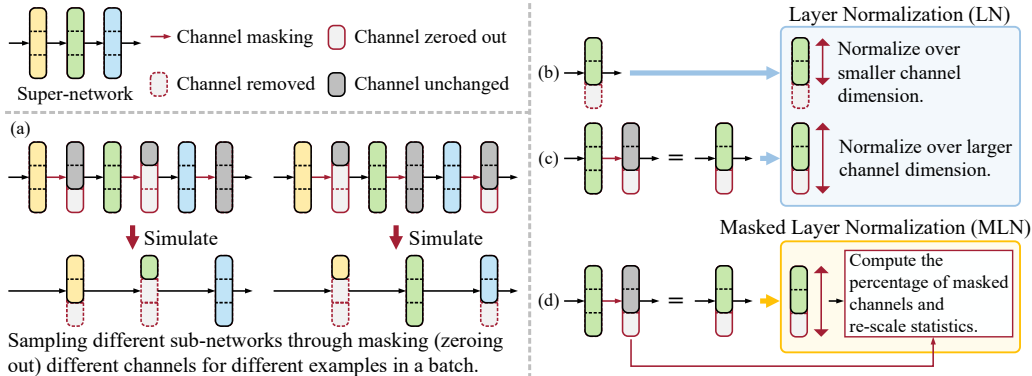 Super-network
Channel masking
Channel zeroed out
Channel removed
Channel unchanged
(a)
Simulate
Simulate
Sampling different sub-networks through masking (zeroing
out) different channels for different examples in a batch.
Layer Normalization (LN)
(b)
Normalize over
smaller channel
dimension.
(c)
=
Normalize over larger
channel dimension.
Masked Layer Normalization (MLN)
(d)
=
Compute the
percentage of masked
channels and
re-scale statistics.